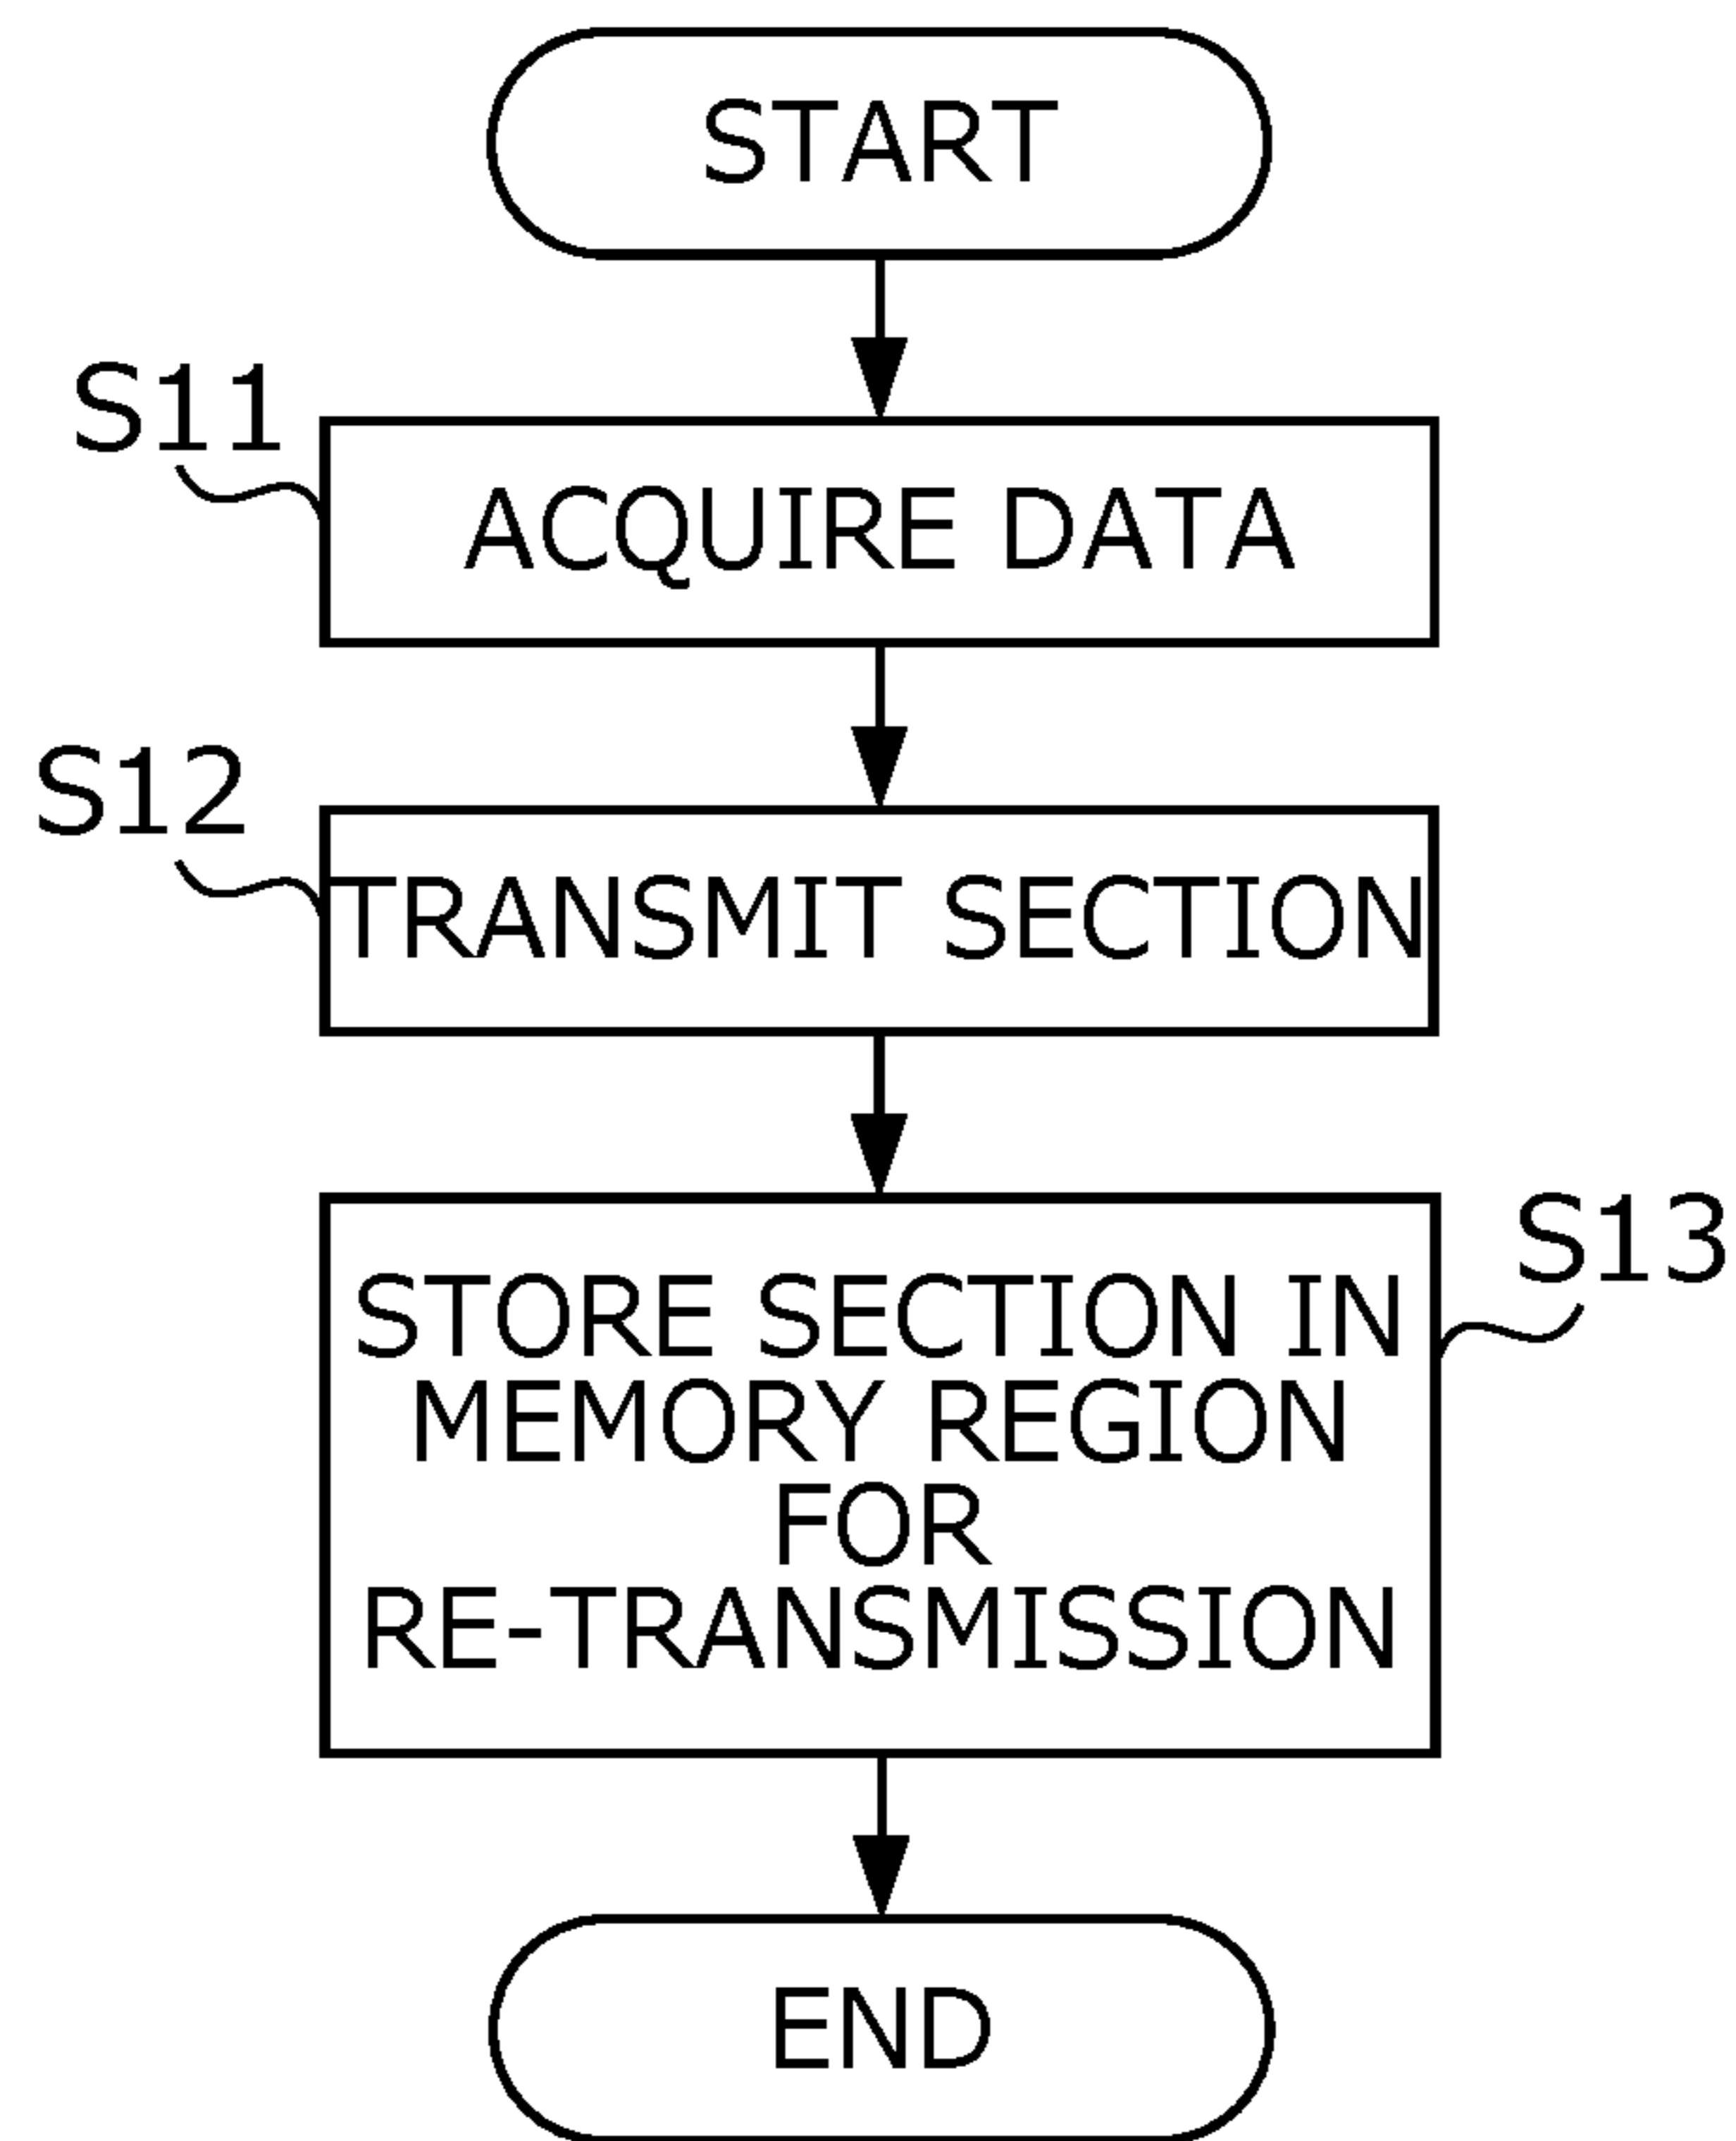 START
S11
ACQUIRE DATA
S12
TRANSMIT SECTION
S13
STORE SECTION IN
MEMORY REGION
FOR
RE-TRANSMISSION
END